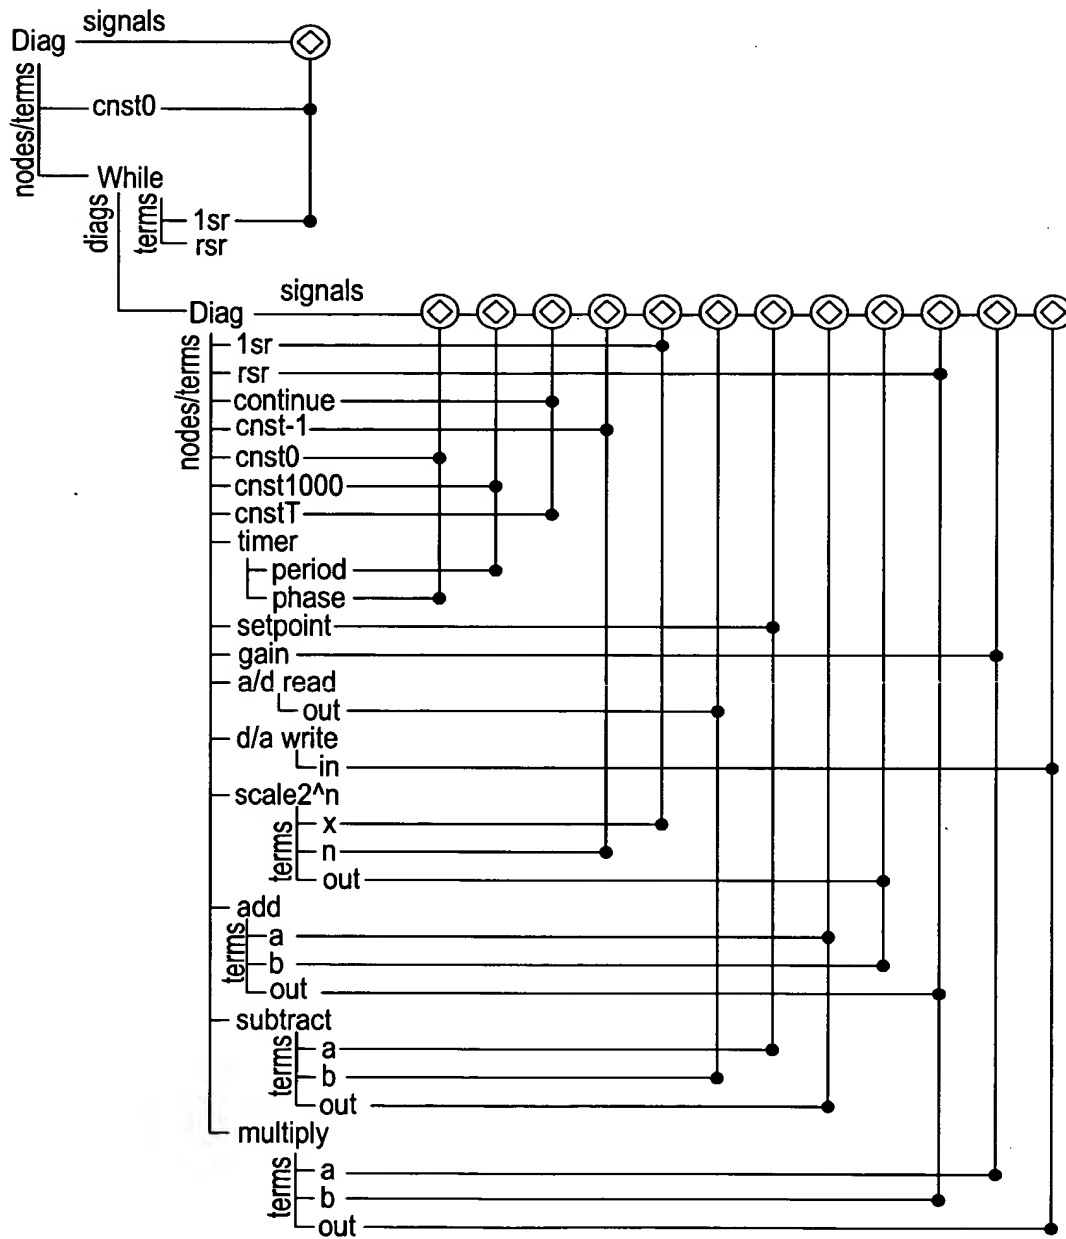 signals
Diag
nodes/terms
cnst0
While
diags
terms
1sr
rsr
signals
Diag
nodes/terms
1sr
rsr
continue
cnst-1
cnst0
cnst1000
cnstT
timer
period
phase
setpoint
gain
a/d read
out
d/a write
in
scale2^n
terms
x
n
out
add
terms
a
b
out
subtract
terms
a
b
out
multiply
terms
a
b
out